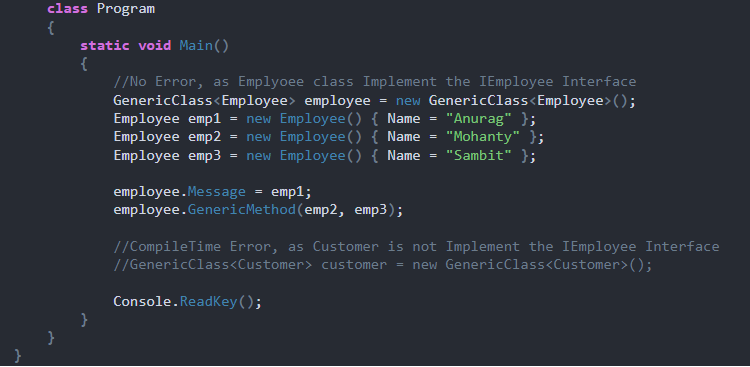 class Program
{
static void Main()
{
//No Error, as Emplyoee class Implement the IEmployee Interface
GenericClass<Employee> employee = new GenericClass<Employee>();
Employee emp1 = new Employee() { Name = "Anurag" };
Employee emp2 = new Employee() { Name = "Mohanty" };
Employee emp3 = new Employee() { Name = "Sambit" };
employee.Message = emp1;
employee.GenericMethod(emp2, emp3);
//CompileTime Error, as Customer is not Implement the IEmployee Interface
//GenericClass<Customer> customer = new GenericClass<Customer>();
Console.ReadKey();
}
}
}